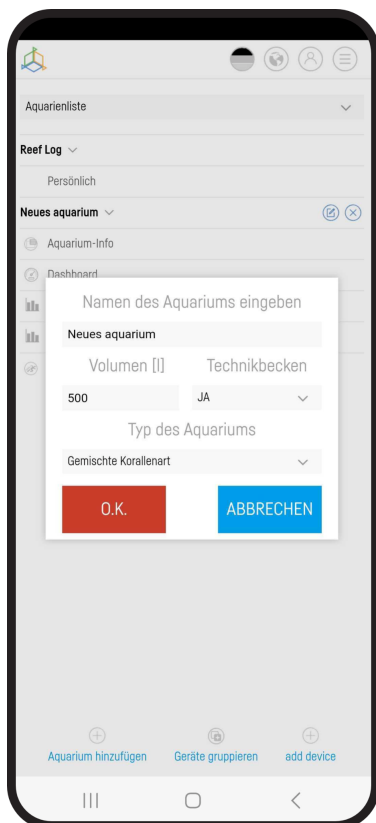 Aquarienliste
Reef Log
Persönlich
Neues aquarium
Aquarium-Info
Dashboard
Namen des Aquariums eingeben
Neues aquarium
Volumen [l] Technikbecken
500 JA
Typ des Aquariums
Gemischte Korallenart
O.K. ABBRECHEN
Aquarium hinzufügen Geräte gruppieren add device